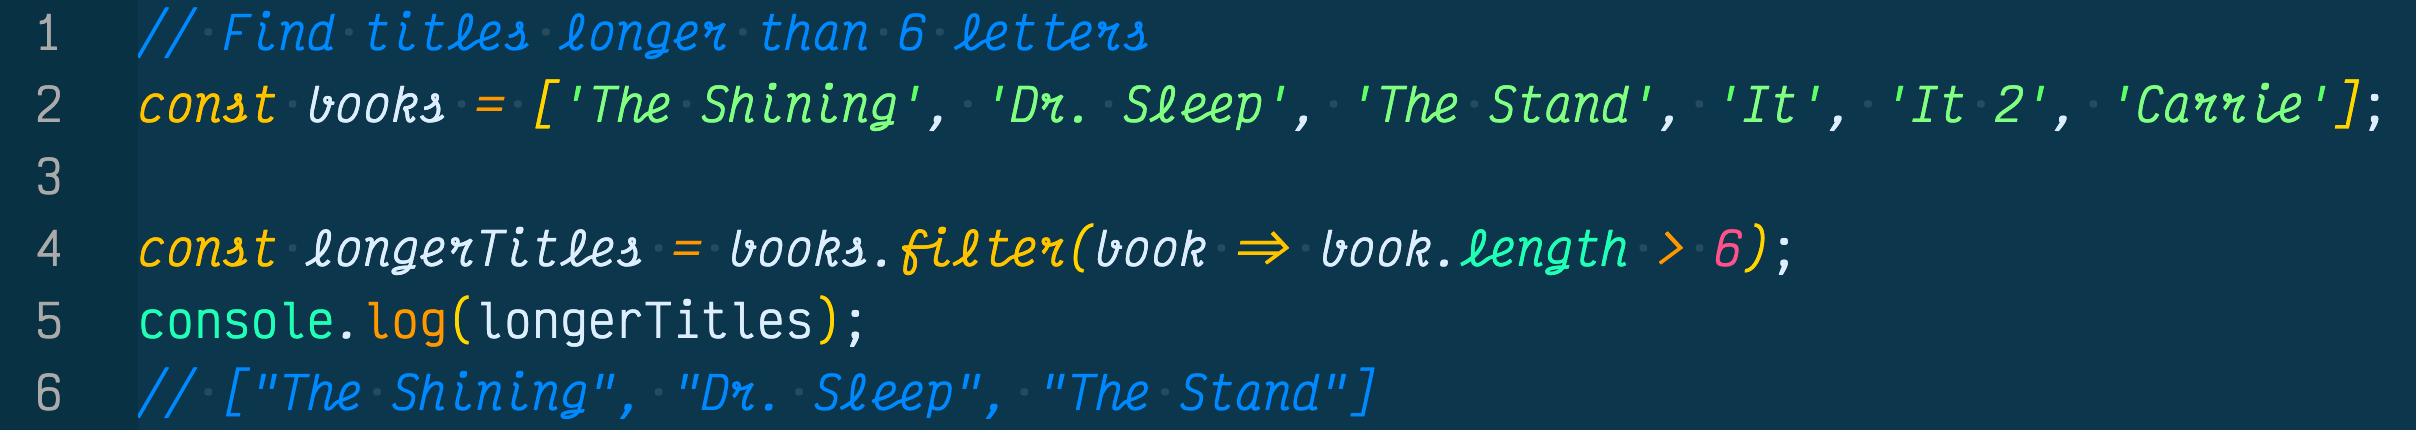 1 // Find titles longer than 6 letters
2 const books = ['The Shining', 'Dr. Sleep', 'The Stand', 'It', 'It 2', 'Carrie'];
3
4 const longerTitles = books.filter(book => book.length > 6);
5 console.log(longerTitles);
6 // ["The Shining", "Dr. Sleep", "The Stand"]